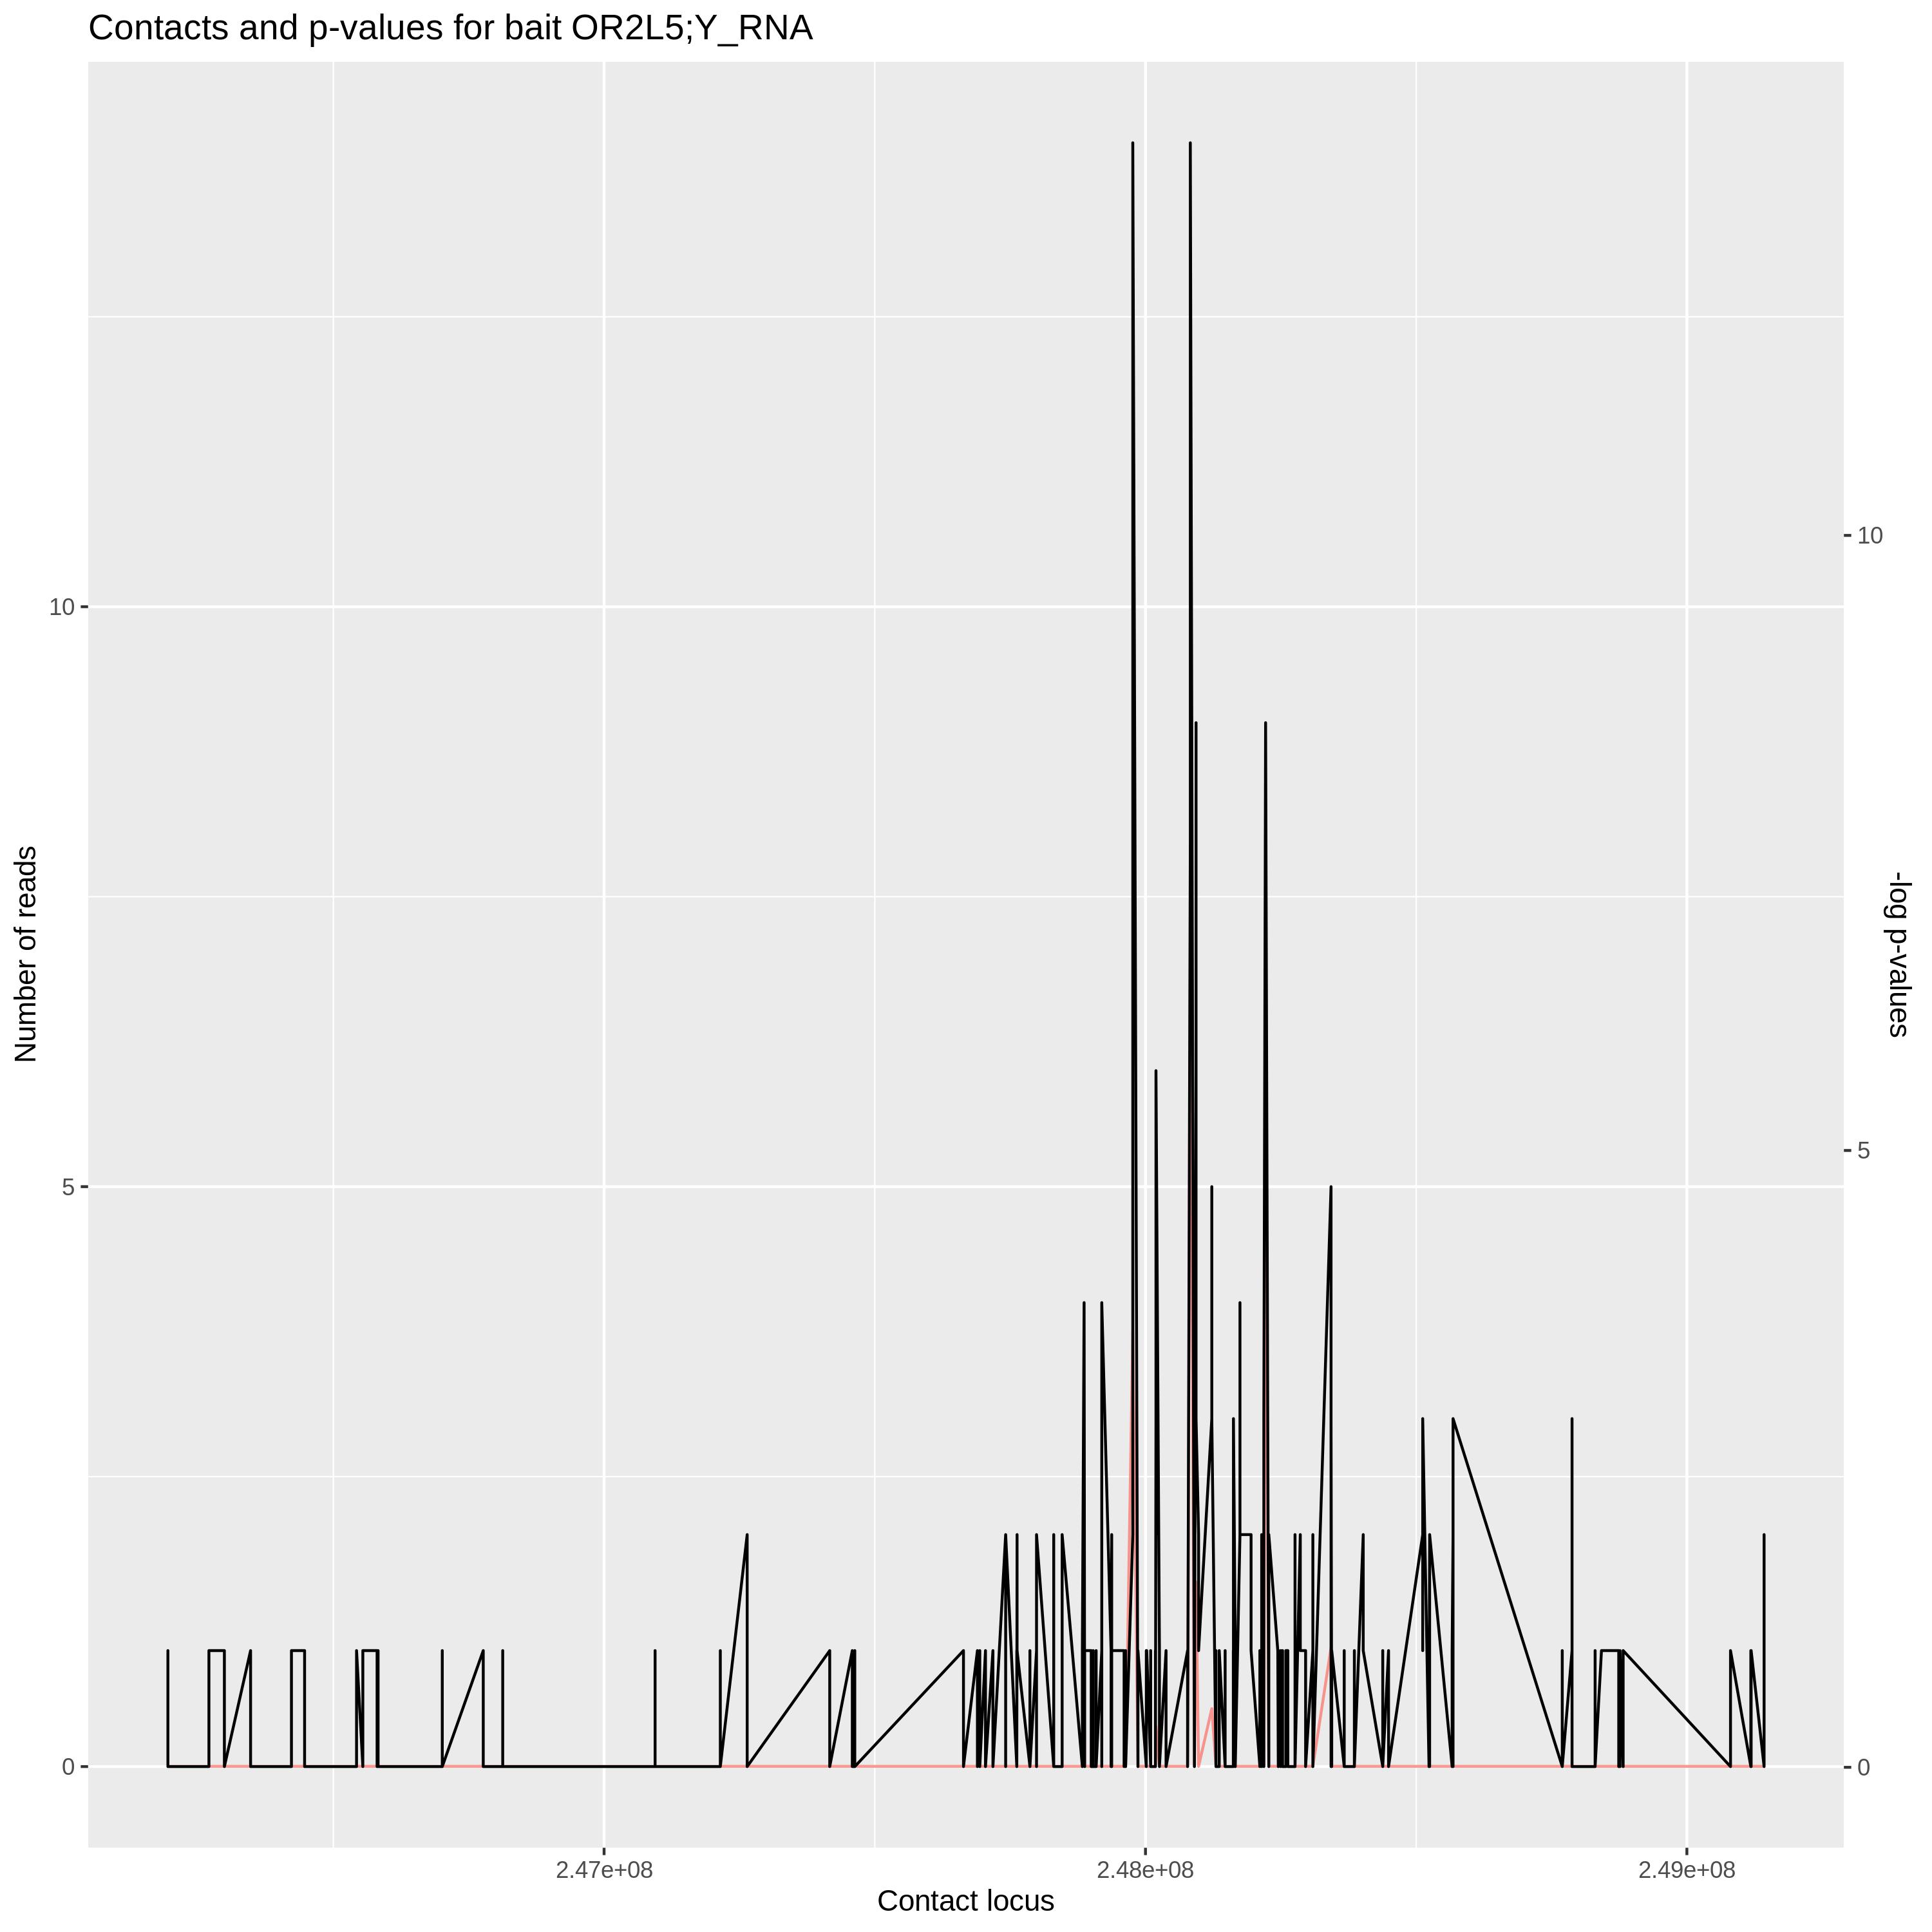 Contacts and p-values for bait OR2L5;Y_RNA
10
5
0
Number of reads
10
5
0
-log p-values
2.47e+08
2.48e+08
2.49e+08
Contact locus